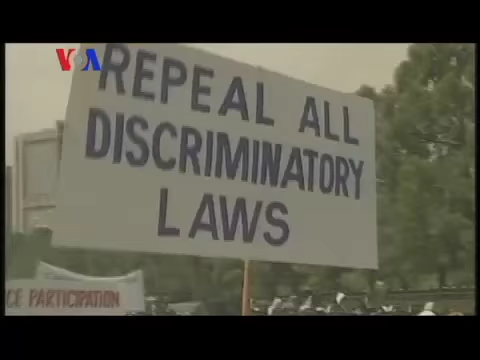 VOA
REPEAL ALL
DISCRIMINATORY
LAWS
CE PARTICIPATION